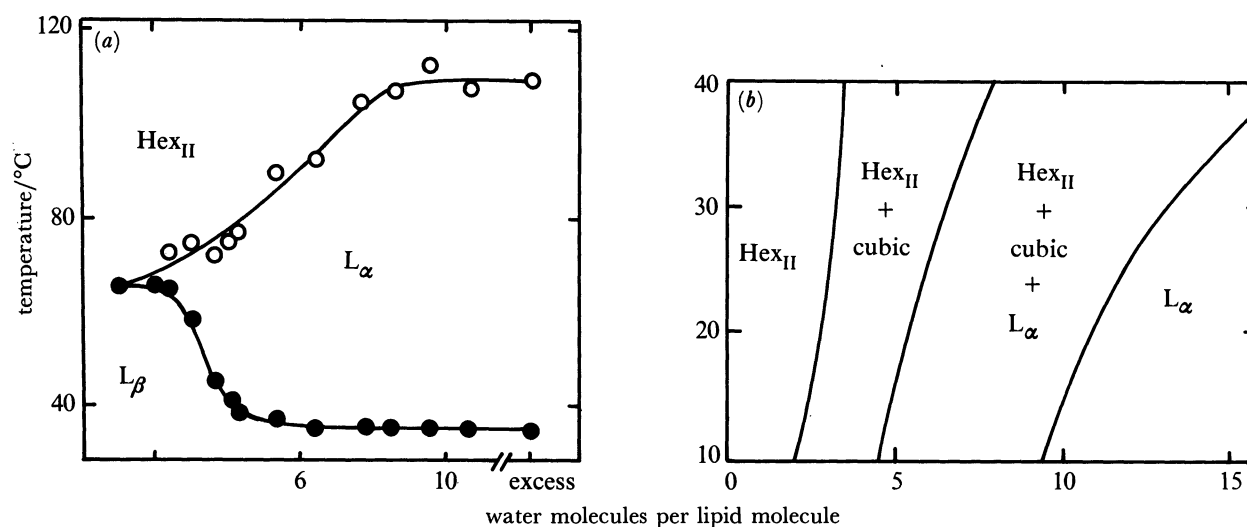 120
(a)
Hex_II
80
L_α
L_β
40
6
10
excess
temperature/°C
40
(b)
30
20
10
Hex_II
Hex_II
+
cubic
Hex_II
+
cubic
+
L_α
L_α
0
5
10
15
water molecules per lipid molecule